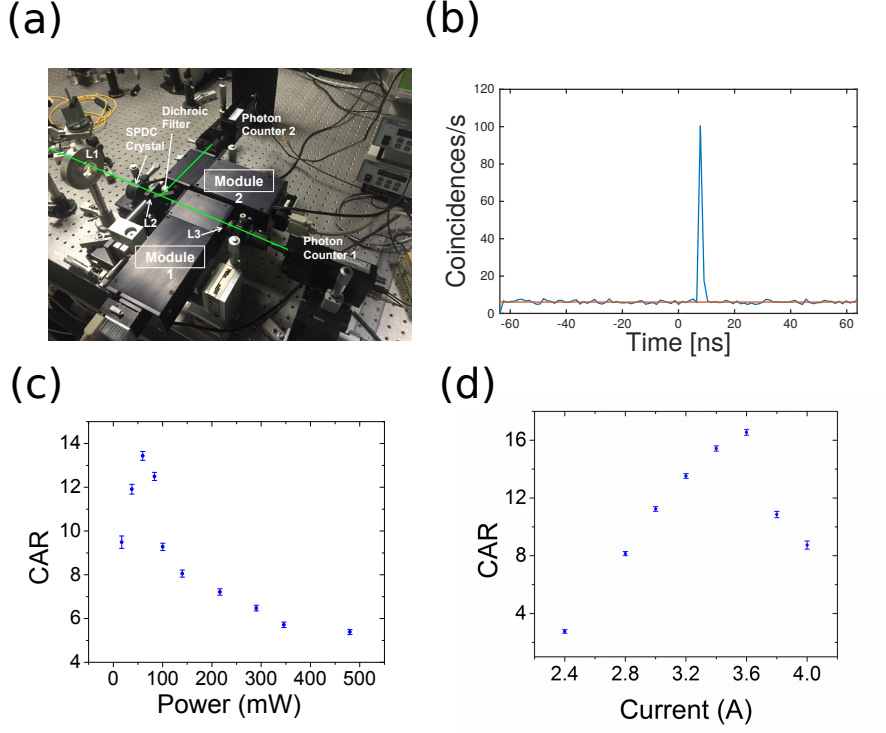 (a)
Dichroic
Filter
SPDC
Crystal
Photon
Counter 2
L1
Module
2
L2
L3
Module
1
Photon
Counter 1
(b)
120
100
80
60
40
20
0
Coincidences/s
-60
-40
-20
0
20
40
60
Time [ns]
(c)
14
12
10
8
6
4
CAR
0
100
200
300
400
500
Power (mW)
(d)
16
12
8
4
CAR
2.4
2.8
3.2
3.6
4.0
Current (A)